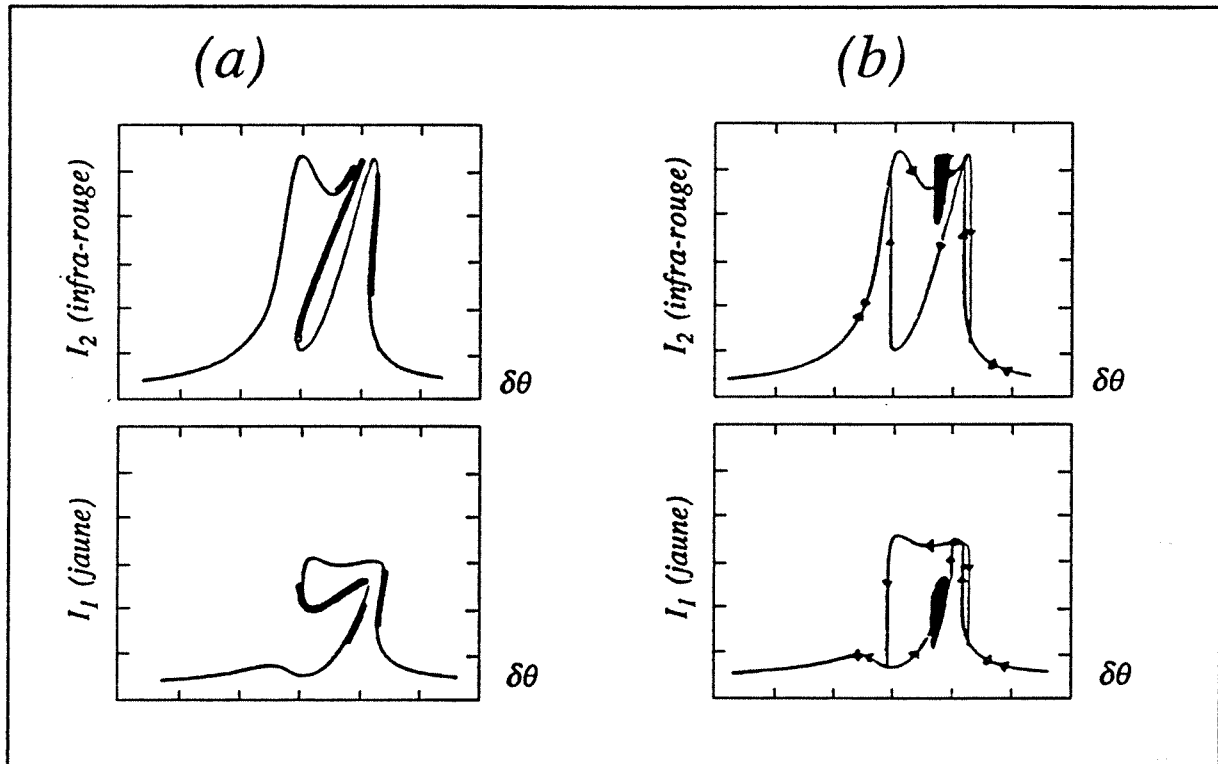 (a)
(b)
I₂ (infra-rouge)
δθ
I₂ (infra-rouge)
δθ
I₁ (jaune)
δθ
I₁ (jaune)
δθ